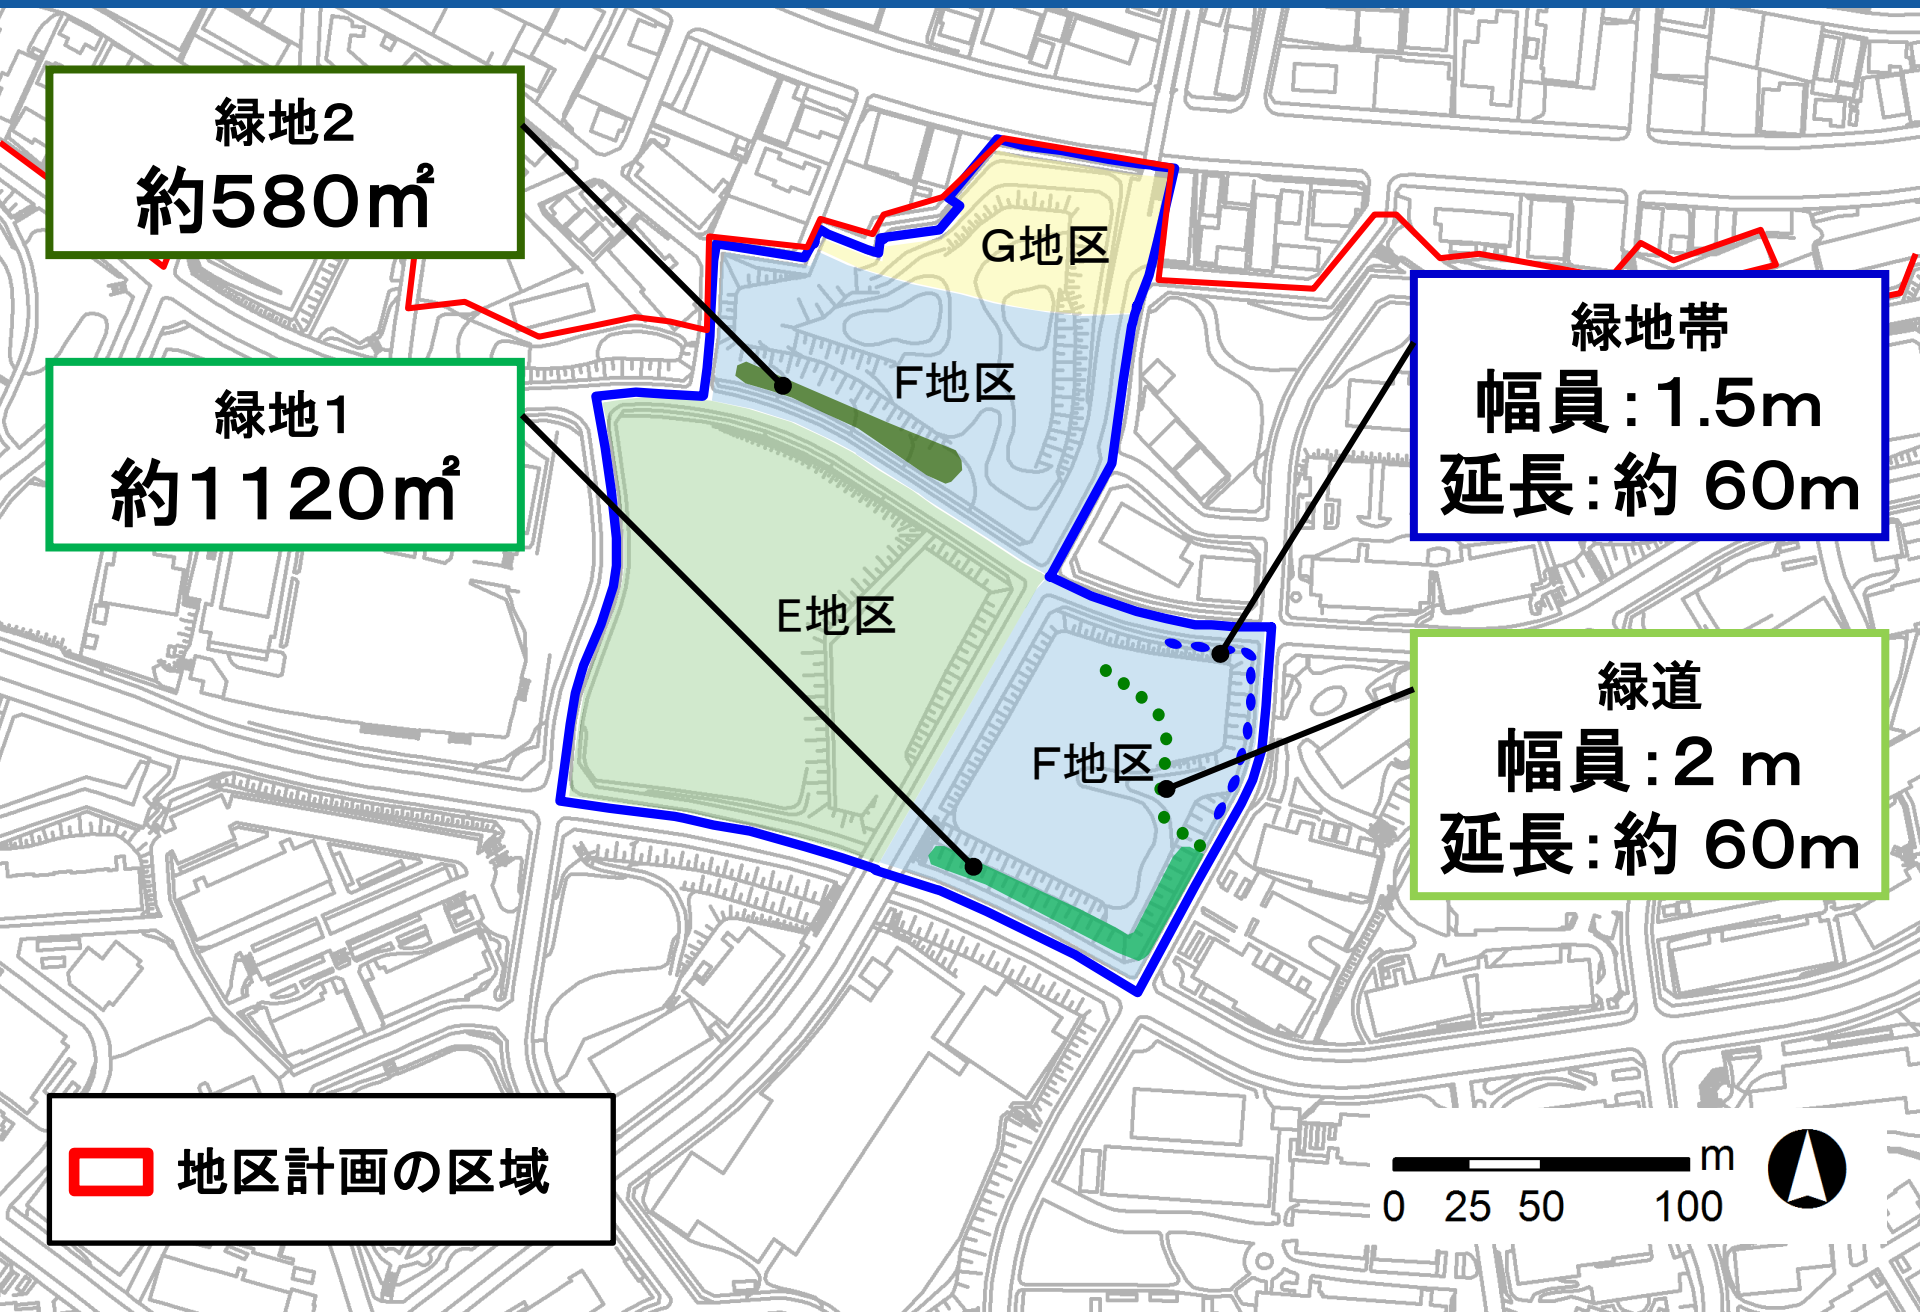 緑地2
約580㎡
緑地1
約1120㎡
G地区
F地区
E地区
F地区
緑地帯
幅員：1.5m
延長：約 60m
緑道
幅員：2 m
延長：約 60m
地区計画の区域
m
0 25 50 100